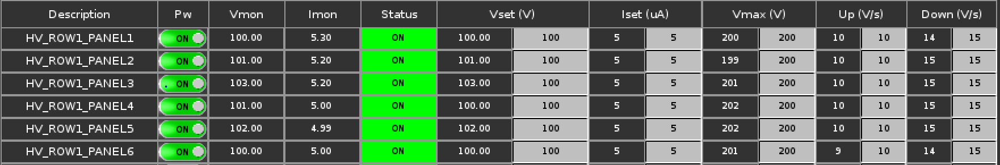 Description Pw Vmon Imon Status Vset (V) Iset (uA) Vmax (V) Up (V/s) Down (V/s)
HV_ROW1_PANEL1 ON 100.00 5.30 ON 100.00 100 5 5 200 200 10 10 14 15
HV_ROW1_PANEL2 ON 101.00 5.20 ON 101.00 100 5 5 199 200 10 10 15 15
HV_ROW1_PANEL3 ON 103.00 5.20 ON 103.00 100 5 5 201 200 10 10 15 15
HV_ROW1_PANEL4 ON 101.00 5.00 ON 100.00 100 5 5 202 200 10 10 15 15
HV_ROW1_PANEL5 ON 102.00 4.99 ON 102.00 100 5 5 202 200 10 10 15 15
HV_ROW1_PANEL6 ON 100.00 5.00 ON 100.00 100 5 5 201 200 9 10 14 15